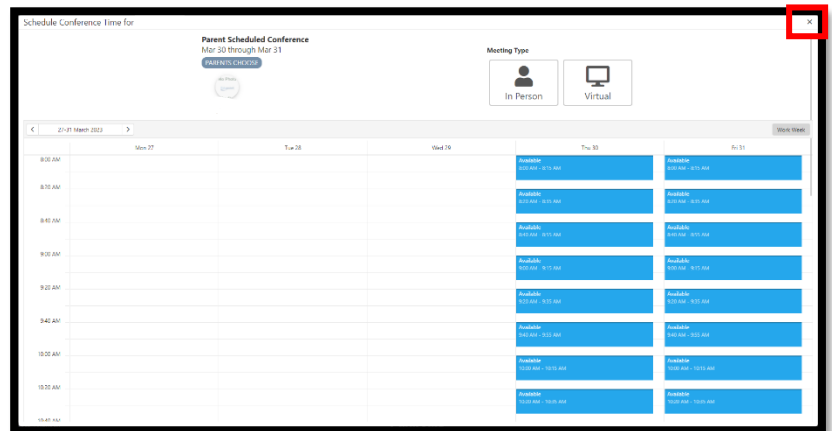 Schedule Conference Time for
×
Parent Scheduled Conference
Mar 30 through Mar 31
PARENTS CHOOSE
Meeting Type
In Person
Virtual
< 27-31 March 2023 >
Work Week
Mon 27 Tue 28 Wed 29 Thu 30 Fri 31
8:00 AM
Available Available
8:00 AM - 8:15 AM 8:00 AM - 8:15 AM
8:20 AM
Available Available
8:20 AM - 8:35 AM 8:20 AM - 8:35 AM
8:40 AM
Available Available
8:40 AM - 8:55 AM 8:40 AM - 8:55 AM
9:00 AM
Available Available
9:00 AM - 9:15 AM 9:00 AM - 9:15 AM
9:20 AM
Available Available
9:20 AM - 9:35 AM 9:20 AM - 9:35 AM
9:40 AM
Available Available
9:40 AM - 9:55 AM 9:40 AM - 9:55 AM
10:00 AM
Available Available
10:00 AM - 10:15 AM 10:00 AM - 10:15 AM
10:20 AM
Available Available
10:20 AM - 10:35 AM 10:20 AM - 10:35 AM
10:40 AM